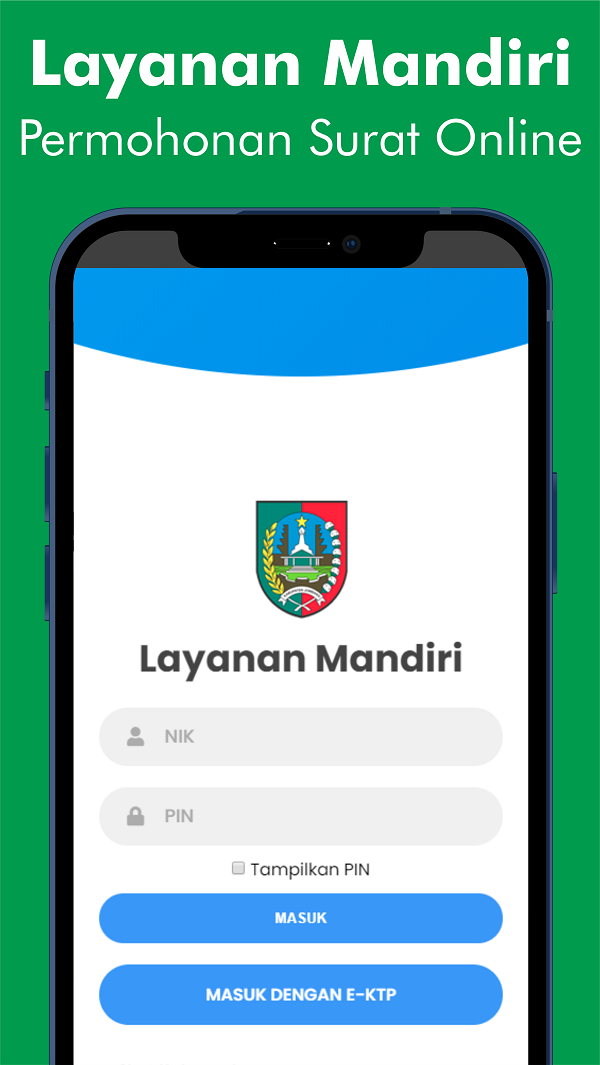 Layanan Mandiri
Permohonan Surat Online
Layanan Mandiri
NIK
PIN
Tampilkan PIN
MASUK
MASUK DENGAN E-KTP